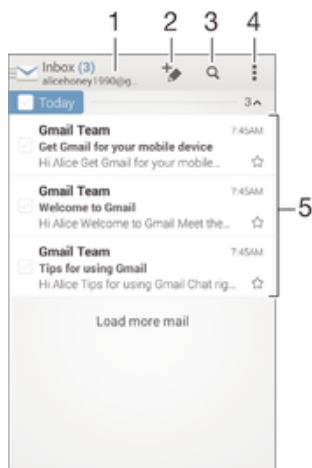 1 2 3 4
Inbox (3)
alicehoney1990@g...
Today 3
Gmail Team 7:45AM
Get Gmail for your mobile device
Hi Alice Get Gmail for your mobile...
Gmail Team 7:45AM
Welcome to Gmail
Hi Alice Welcome to Gmail Meet the...
5
Gmail Team 7:45AM
Tips for using Gmail
Hi Alice Tips for using Gmail Chat rig...
Load more mail